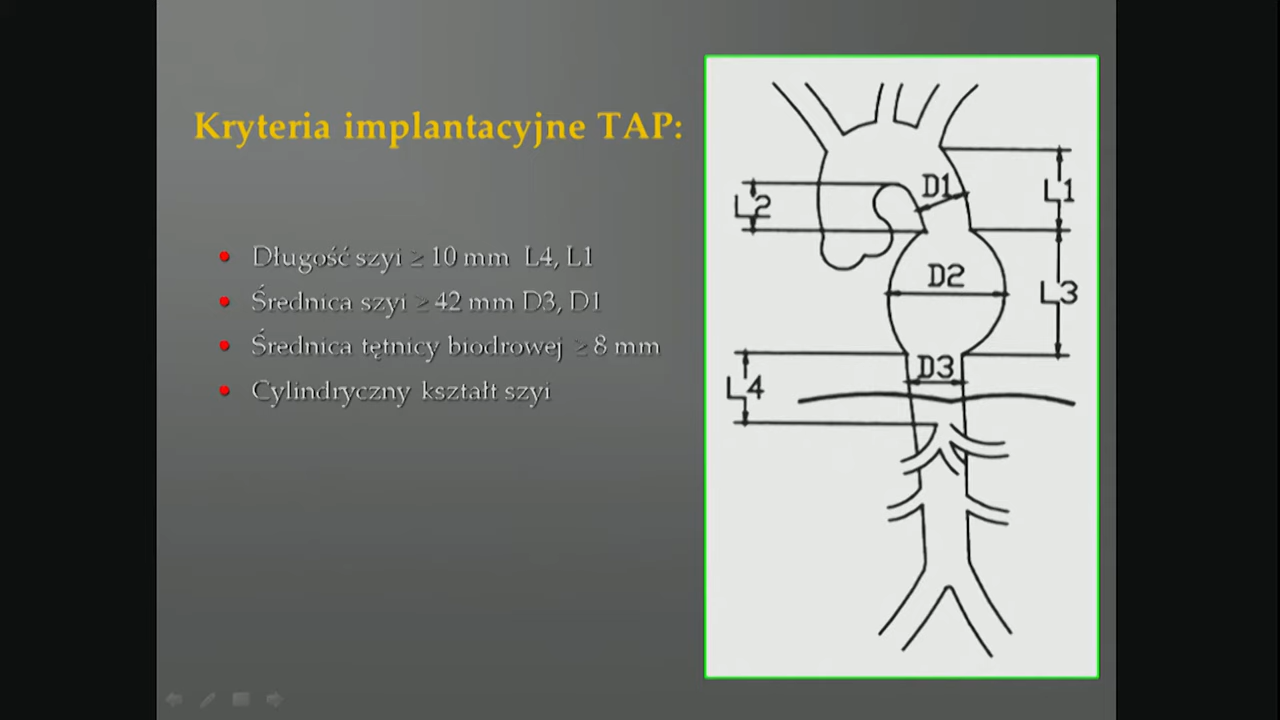 Kryteria implantacyjne TAP:
Długość szyi ≥ 10 mm L4, L1
Średnica szyi ≥ 42 mm D3, D1
Średnica tętnicy biodrowej ≥ 8 mm
Cylindryczny kształt szyi
D1
L1
L2
D2
L3
D3
L4